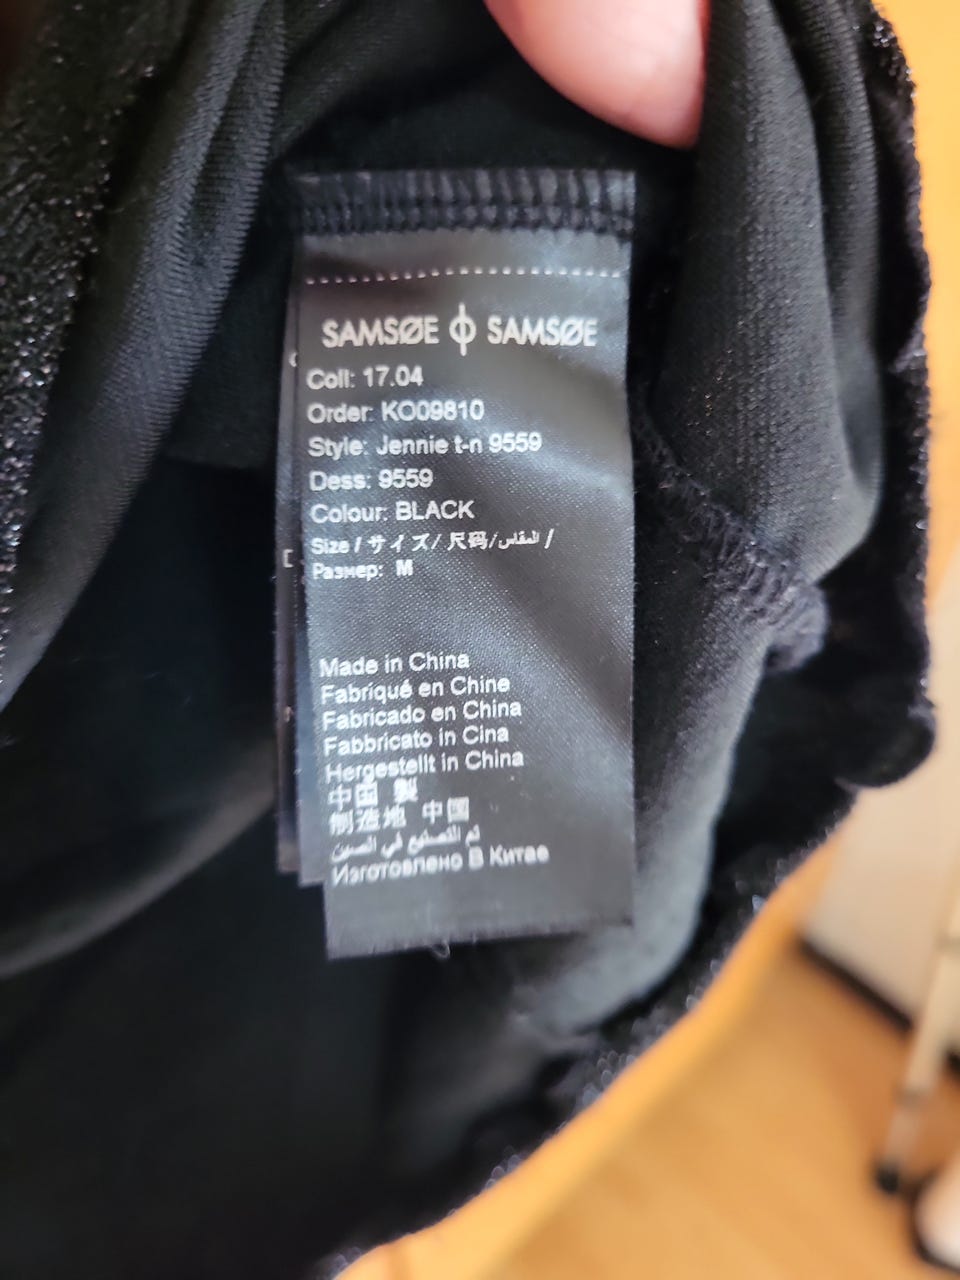 SAMSØE ϕ SAMSØE
Coll: 17.04
Order: KO09810
Style: Jennie t-n 9559
Dess: 9559
Colour: BLACK
Size / サイズ/ 尺码/المقاس /
Размер: M
Made in China
Fabriqué en Chine
Fabricado en China
Fabbricato in Cina
Hergestellt in China
中国 製
制造地 中国
تم التصنيع في الصين
Изготовлено В Китае